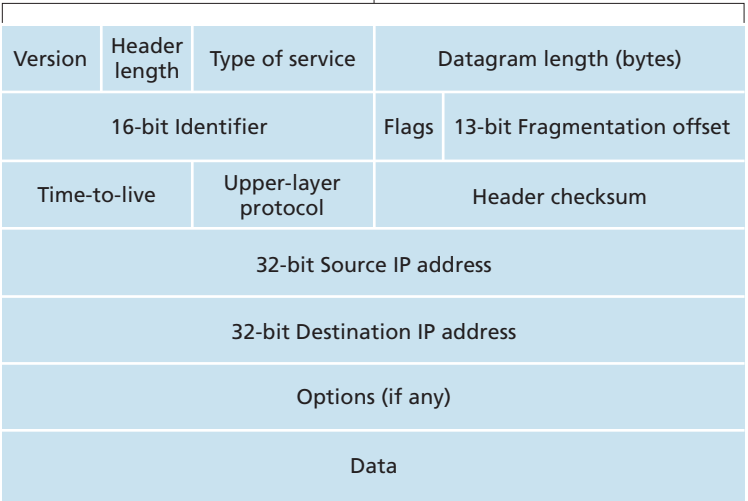 Version
Header
length
Type of service
Datagram length (bytes)
16-bit Identifier
Flags
13-bit Fragmentation offset
Time-to-live
Upper-layer
protocol
Header checksum
32-bit Source IP address
32-bit Destination IP address
Options (if any)
Data